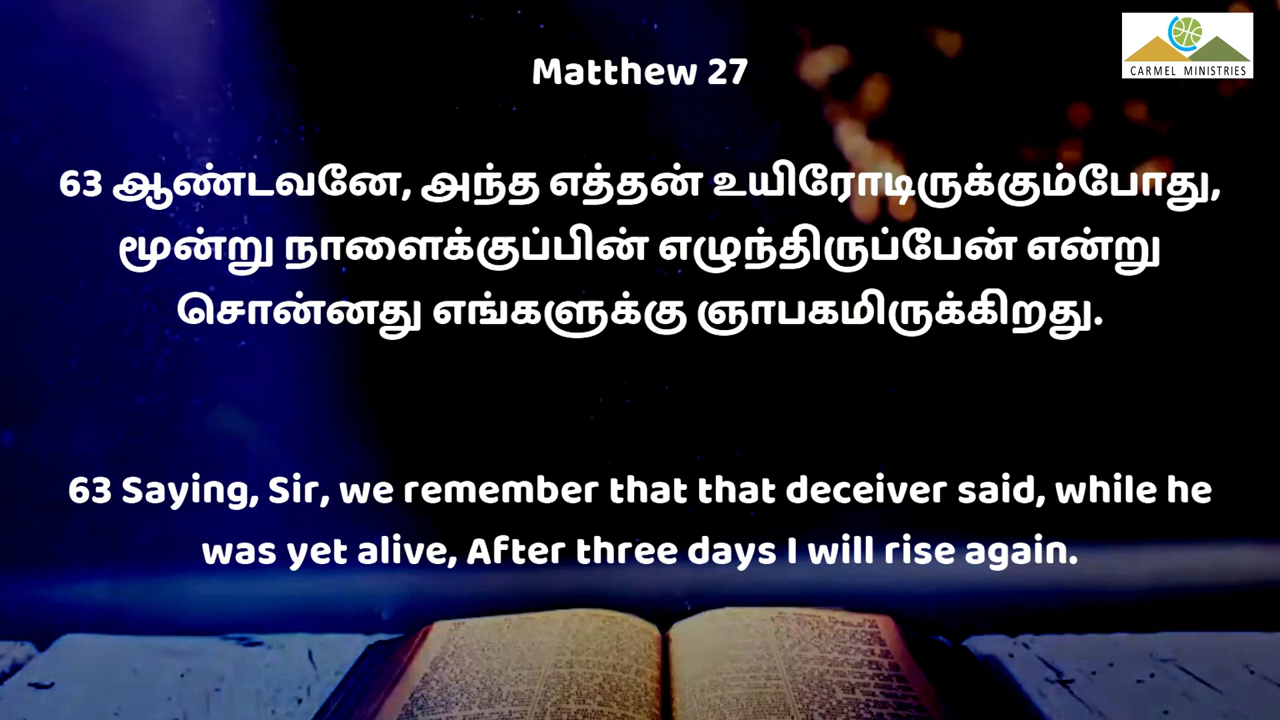 CARMEL MINISTRIES
Matthew 27
63 ஆண்டவனே, அந்த எத்தன் உயிரோடிருக்கும்போது,
மூன்று நாளைக்குப்பின் எழுந்திருப்பேன் என்று
சொன்னது எங்களுக்கு ஞாபகமிருக்கிறது.
63 Saying, Sir, we remember that that deceiver said, while he
was yet alive, After three days I will rise again.